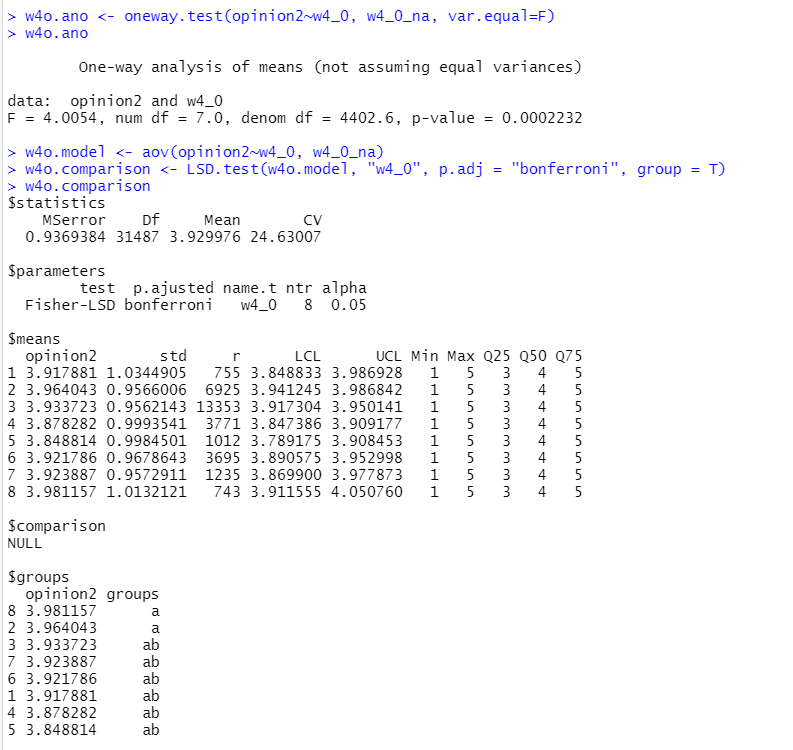 > w4o.ano <- oneway.test(opinion2~w4_0, w4_0_na, var.equal=F)
> w4o.ano
One-way analysis of means (not assuming equal variances)
data:  opinion2 and w4_0
F = 4.0054, num df = 7.0, denom df = 4402.6, p-value = 0.0002232
> w4o.model <- aov(opinion2~w4_0, w4_0_na)
> w4o.comparison <- LSD.test(w4o.model, "w4_0", p.adj = "bonferroni", group = T)
> w4o.comparison
$statistics
MSerror Df Mean CV
0.9369384 31487 3.929976 24.63007
$parameters
test p.ajusted name.t ntr alpha
Fisher-LSD bonferroni w4_0 8 0.05
$means
opinion2 std r LCL UCL Min Max Q25 Q50 Q75
1 3.917881 1.0344905 755 3.848833 3.986928 1 5 3 4 5
2 3.964043 0.9566006 6925 3.941245 3.986842 1 5 3 4 5
3 3.933723 0.9562143 13353 3.917304 3.950141 1 5 3 4 5
4 3.878282 0.9993541 3771 3.847386 3.909177 1 5 3 4 5
5 3.848814 0.9984501 1012 3.789175 3.908453 1 5 3 4 5
6 3.921786 0.9678643 3695 3.890575 3.952998 1 5 3 4 5
7 3.923887 0.9572911 1235 3.869900 3.977873 1 5 3 4 5
8 3.981157 1.0132121 743 3.911555 4.050760 1 5 3 4 5
$comparison
NULL
$groups
opinion2 groups
8 3.981157 a
2 3.964043 a
3 3.933723 ab
7 3.923887 ab
6 3.921786 ab
1 3.917881 ab
4 3.878282 ab
5 3.848814 ab